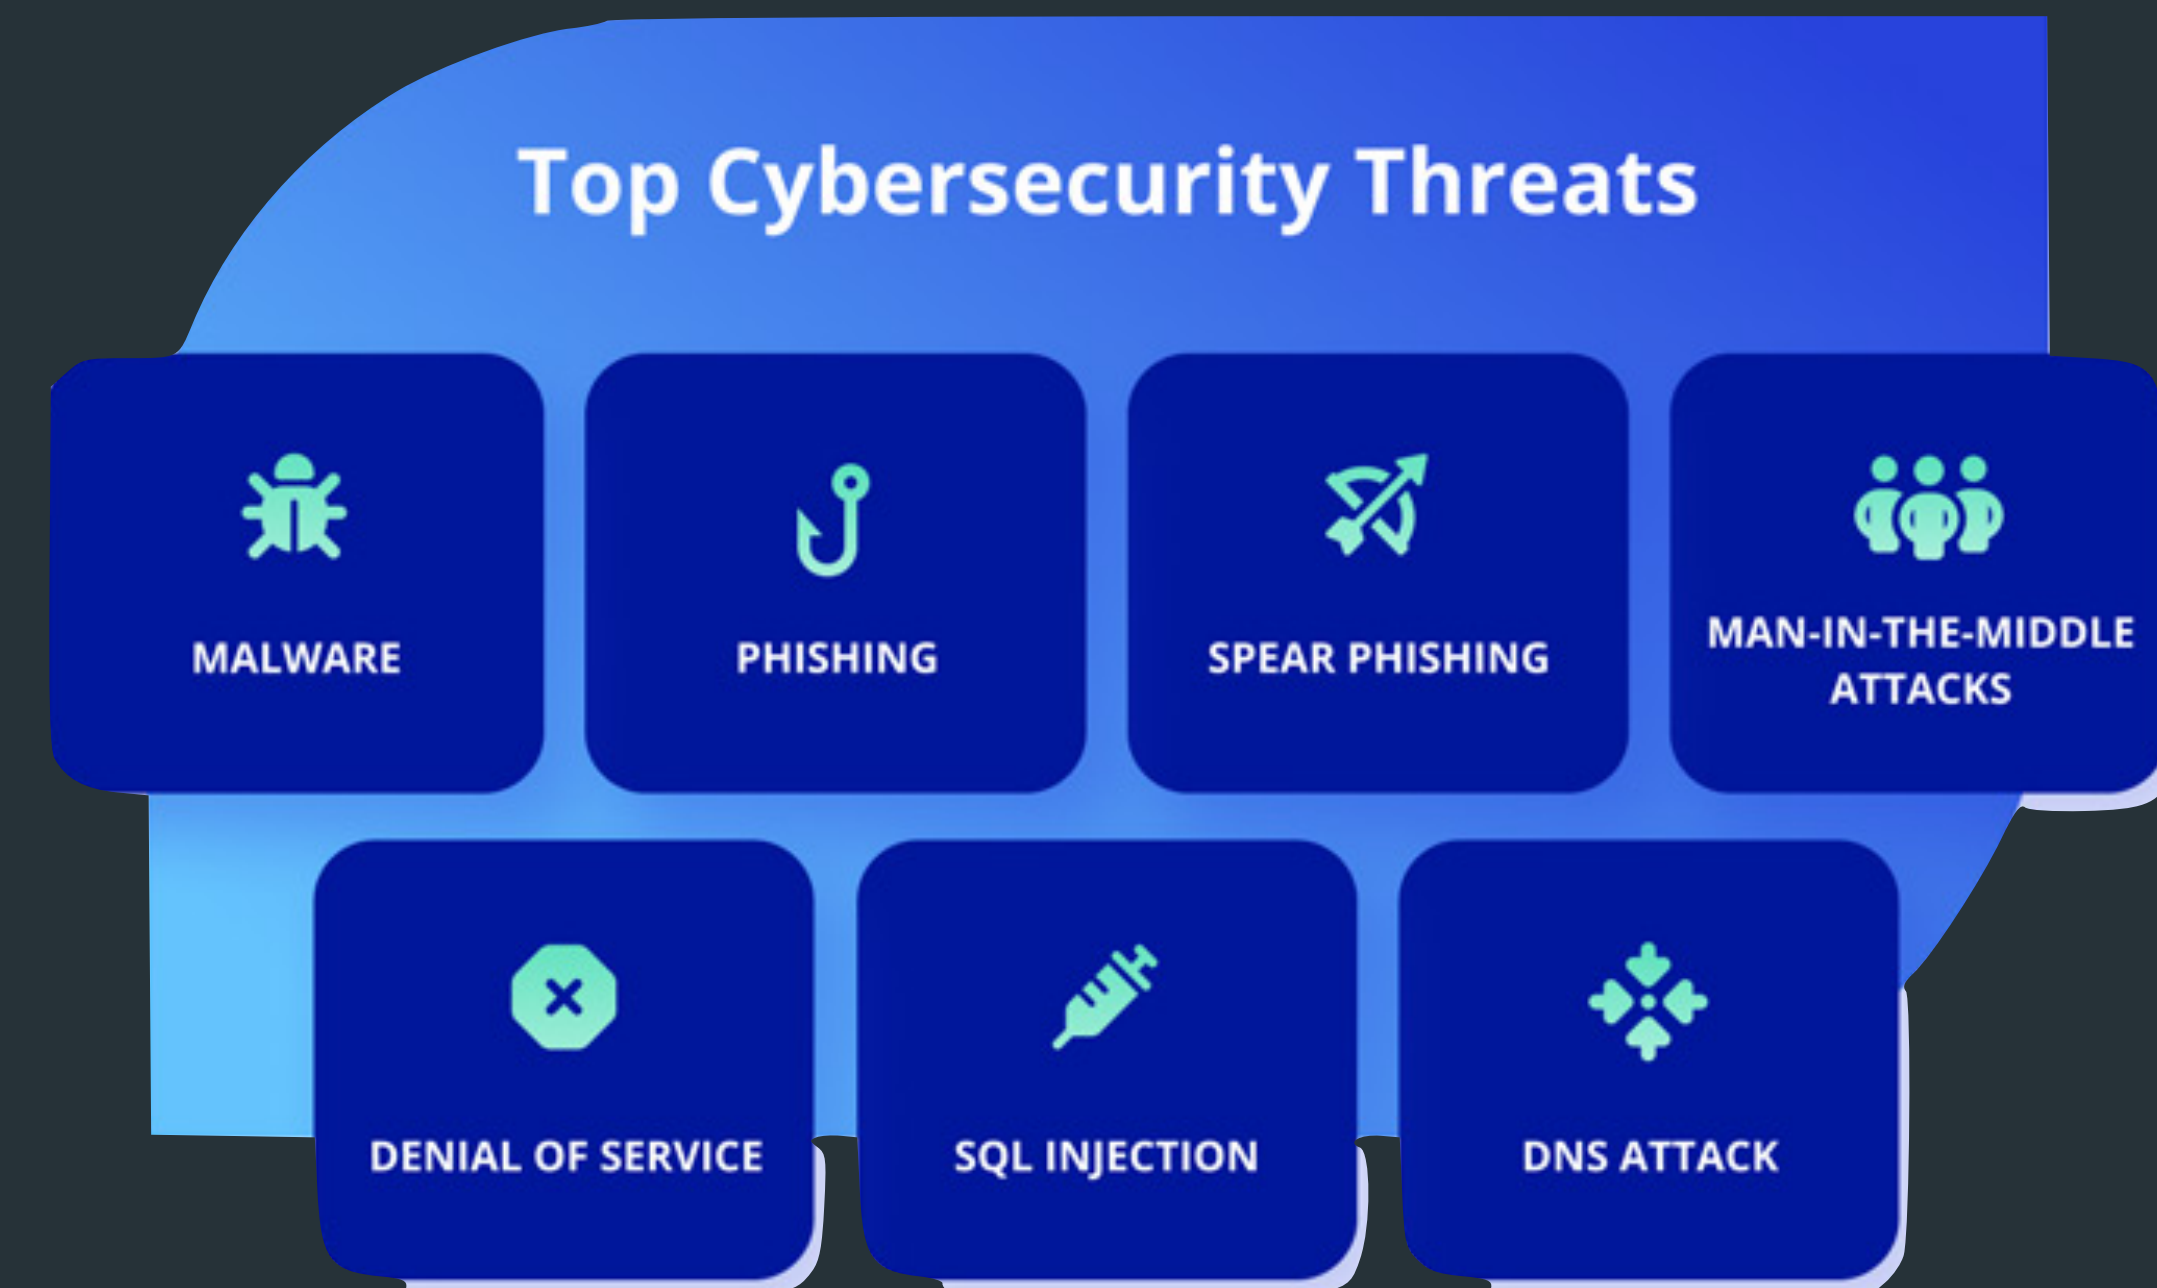 Top Cybersecurity Threats
MALWARE
PHISHING
SPEAR PHISHING
MAN-IN-THE-MIDDLE
ATTACKS
DENIAL OF SERVICE
SQL INJECTION
DNS ATTACK